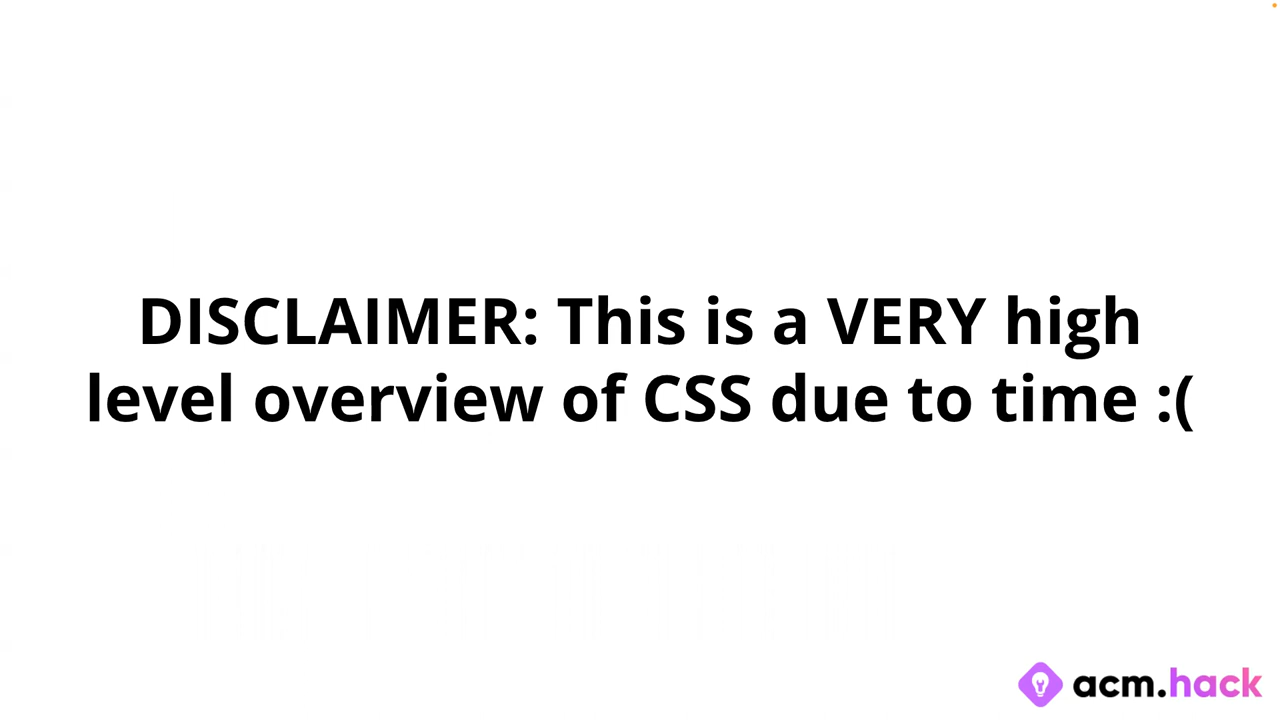 DISCLAIMER: This is a VERY high
level overview of CSS due to time :(
acm.hack